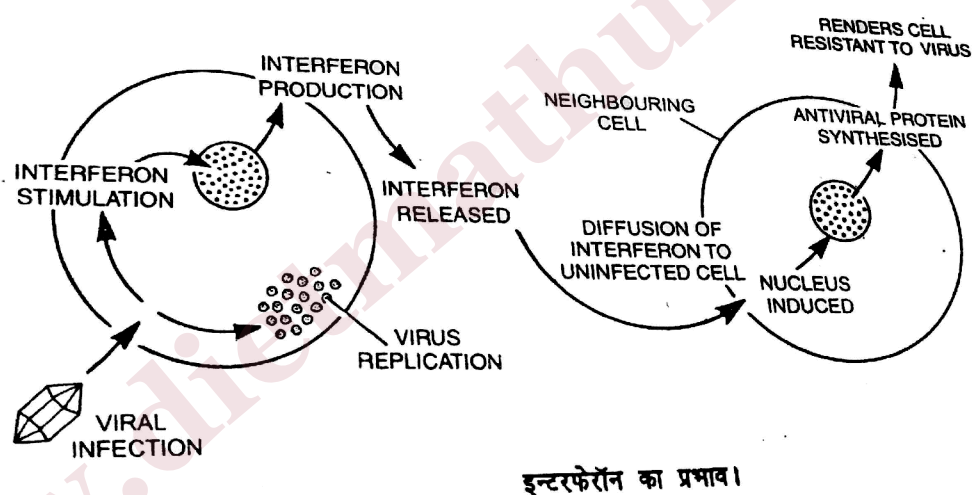 VIRAL
INFECTION
INTERFERON
STIMULATION
INTERFERON
PRODUCTION
VIRUS
REPLICATION
INTERFERON
RELEASED
DIFFUSION OF
INTERFERON TO
UNINFECTED CELL
NEIGHBOURING
CELL
NUCLEUS
INDUCED
ANTIVIRAL PROTEIN
SYNTHESISED
RENDERS CELL
RESISTANT TO VIRUS
इन्टरफेरॉन का प्रभाव।
w.dietmathur